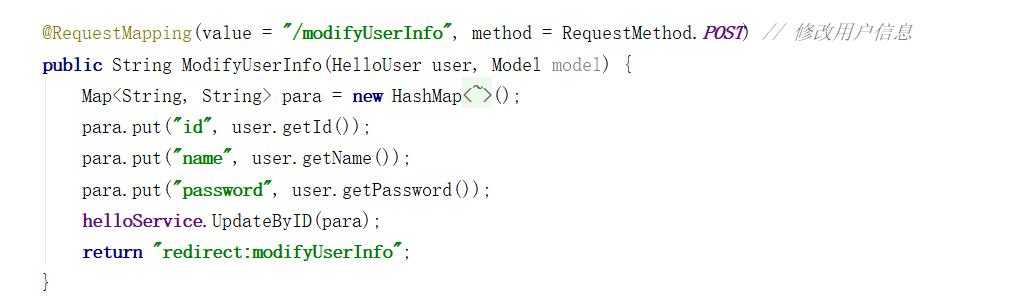 @RequestMapping(value = "/modifyUserInfo", method = RequestMethod.POST) // 修改用户信息
public String ModifyUserInfo(HelloUser user, Model model) {
    Map<String, String> para = new HashMap<~>();
    para.put("id", user.getId());
    para.put("name", user.getName());
    para.put("password", user.getPassword());
    helloService.UpdateByID(para);
    return "redirect:modifyUserInfo";
}